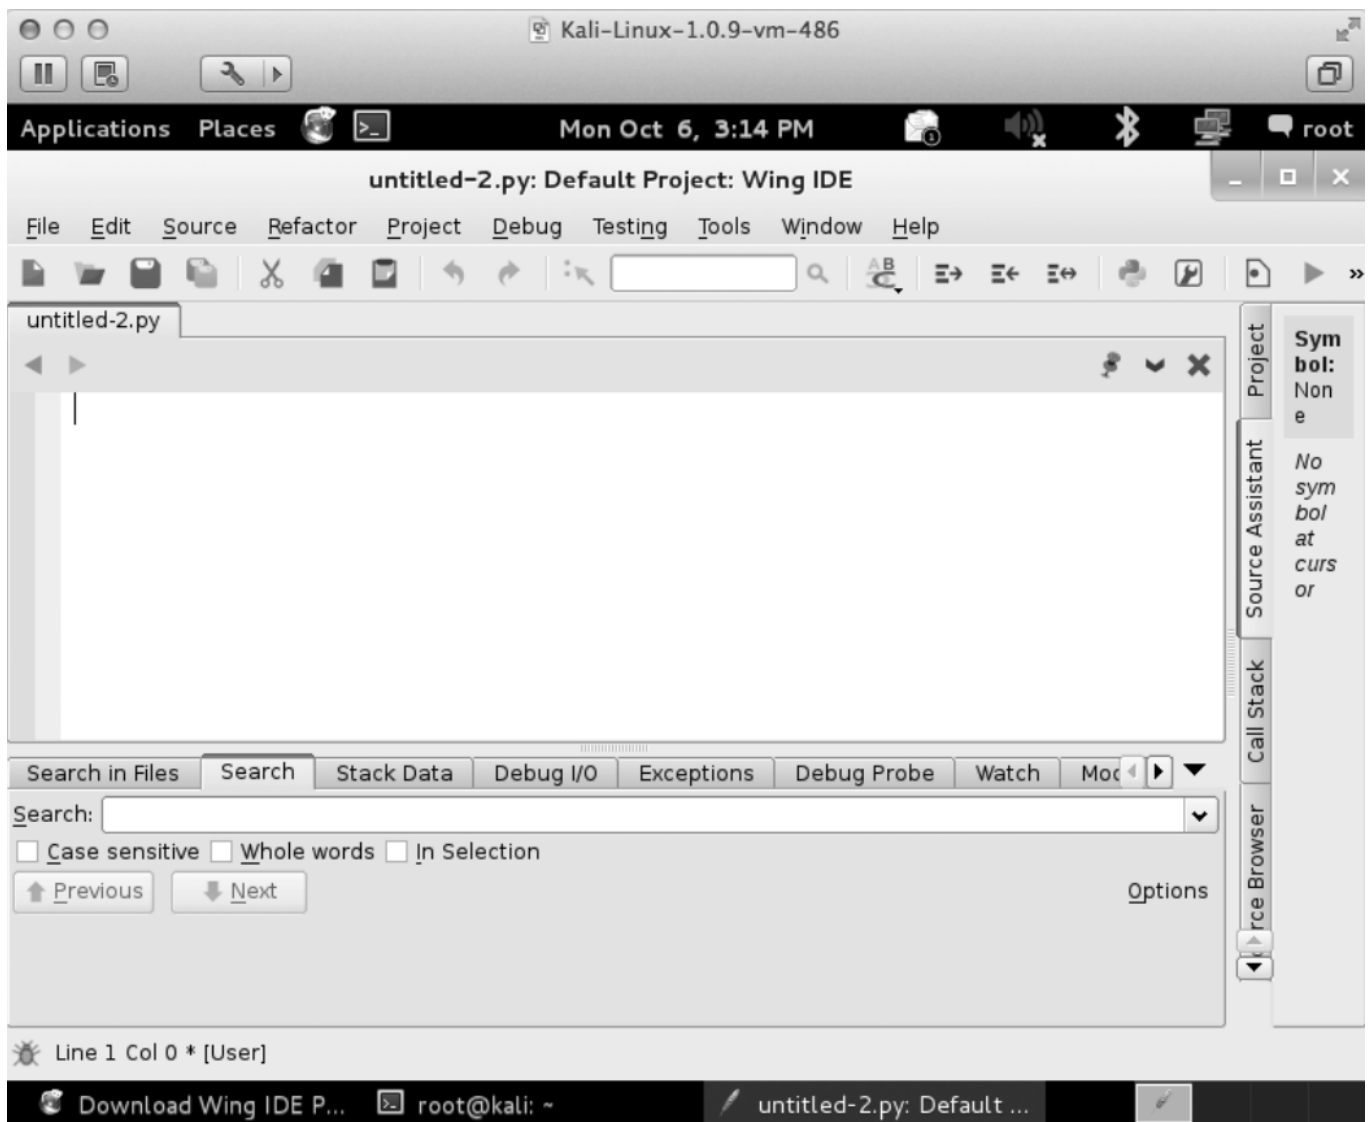 Kali-Linux-1.0.9-vm-486
Applications Places Mon Oct 6, 3:14 PM root
untitled-2.py: Default Project: Wing IDE
File Edit Source Refactor Project Debug Testing Tools Window Help
untitled-2.py
Project
Source Assistant
Call Stack
rce Browser
Sym
bol:
Non
e
No
sym
bol
at
curs
or
Search in Files Search Stack Data Debug I/O Exceptions Debug Probe Watch Moc
Search:
Case sensitive Whole words In Selection
Previous Next Options
Line 1 Col 0 * [User]
Download Wing IDE P... root@kali: ~ untitled-2.py: Default ...